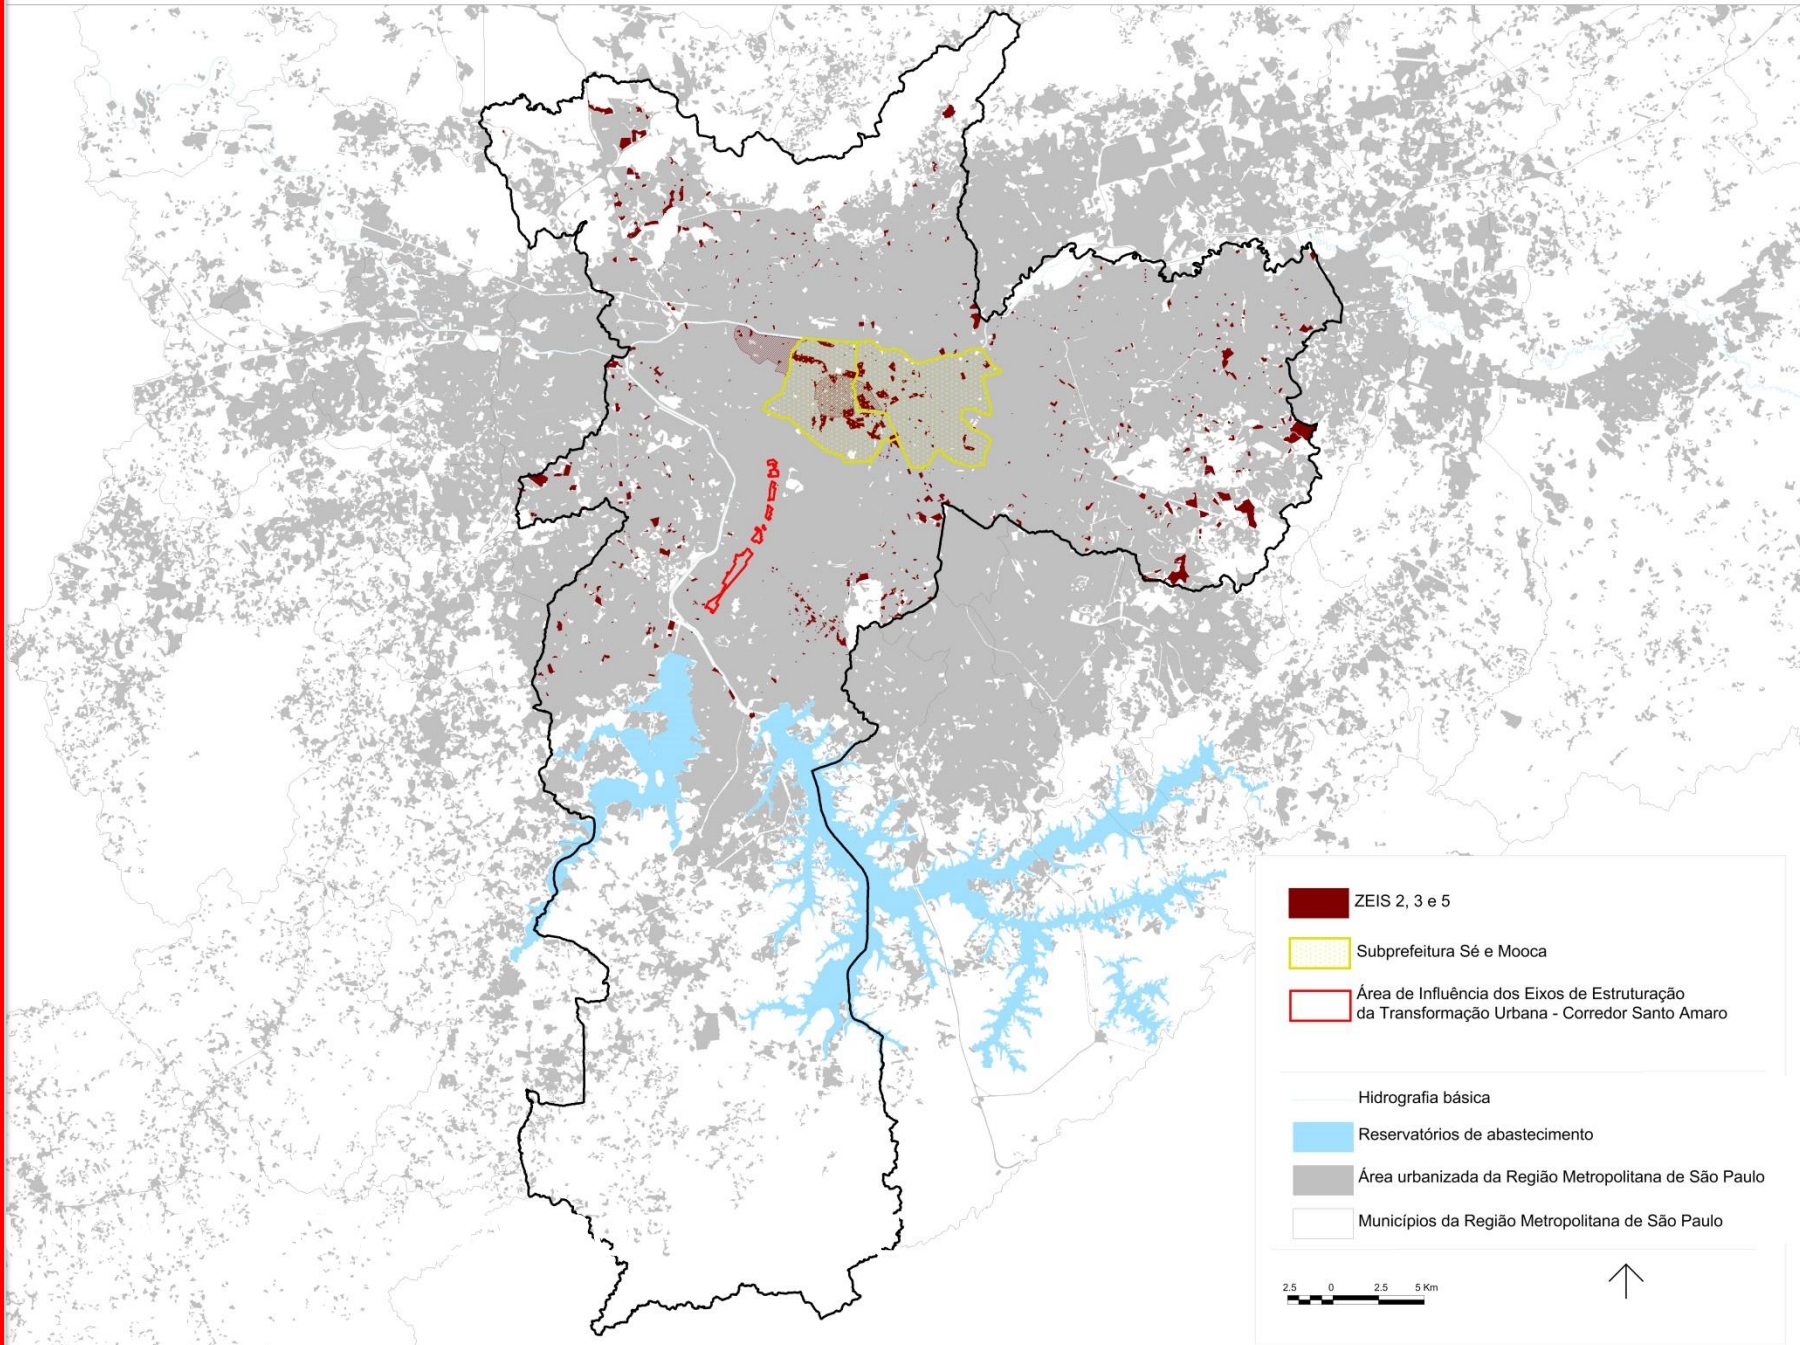 ZEIS 2, 3 e 5
Subprefeitura Sé e Mooca
Área de Influência dos Eixos de Estruturação
da Transformação Urbana - Corredor Santo Amaro
Hidrografia básica
Reservatórios de abastecimento
Área urbanizada da Região Metropolitana de São Paulo
Municípios da Região Metropolitana de São Paulo
2.5 0 2.5 5 Km